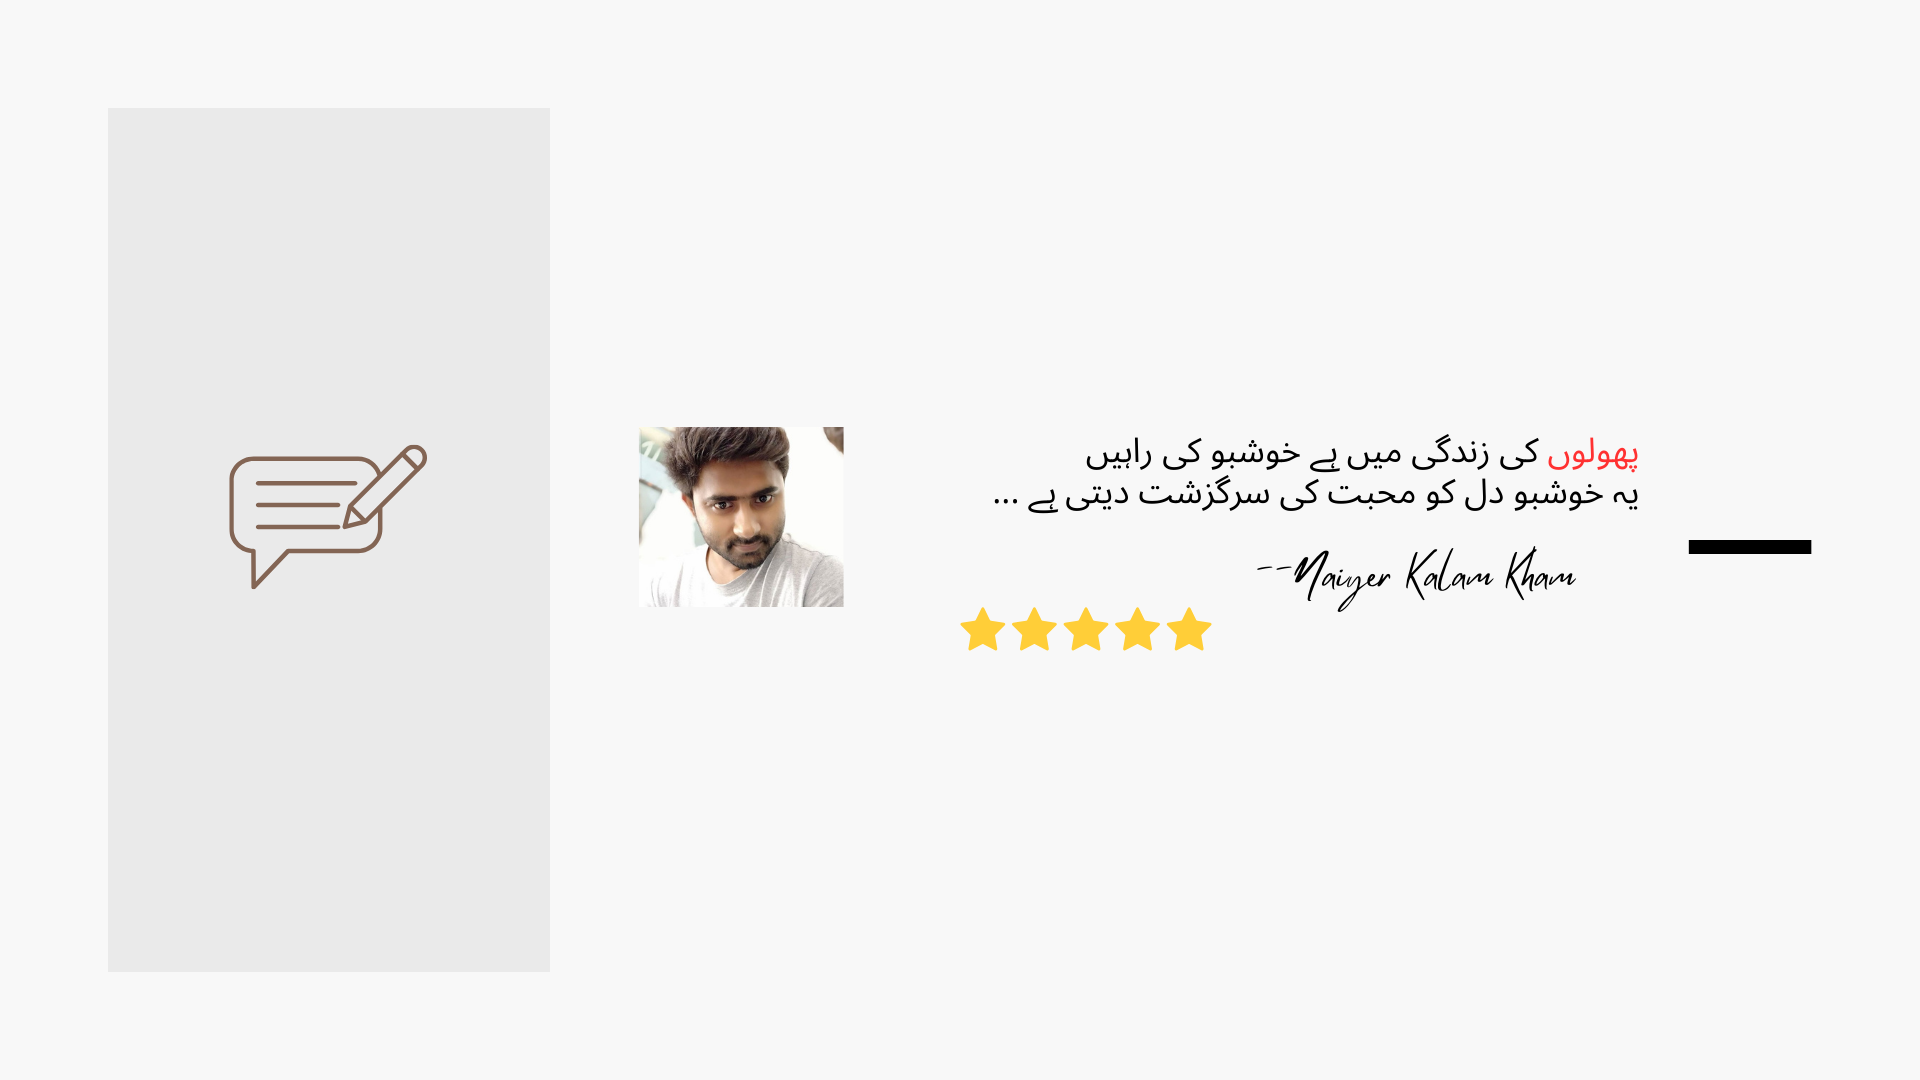 پھولوں کی زندگی میں ہے خوشبو کی راہیں
یہ خوشبو دل کو محبت کی سرگزشت دیتی ہے ...
--Naiyer Kalam Kham